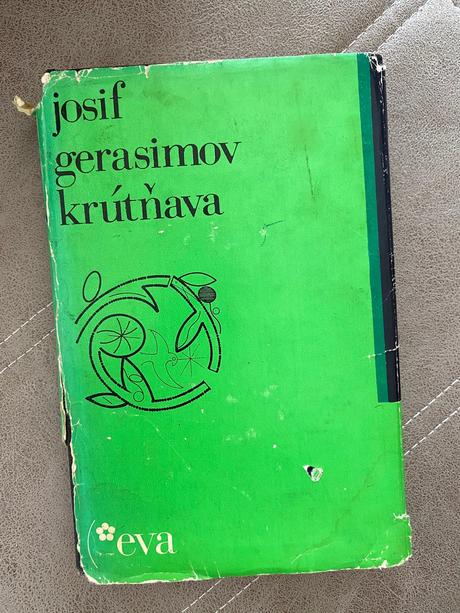 josif
gerasimov
krútňava
eva